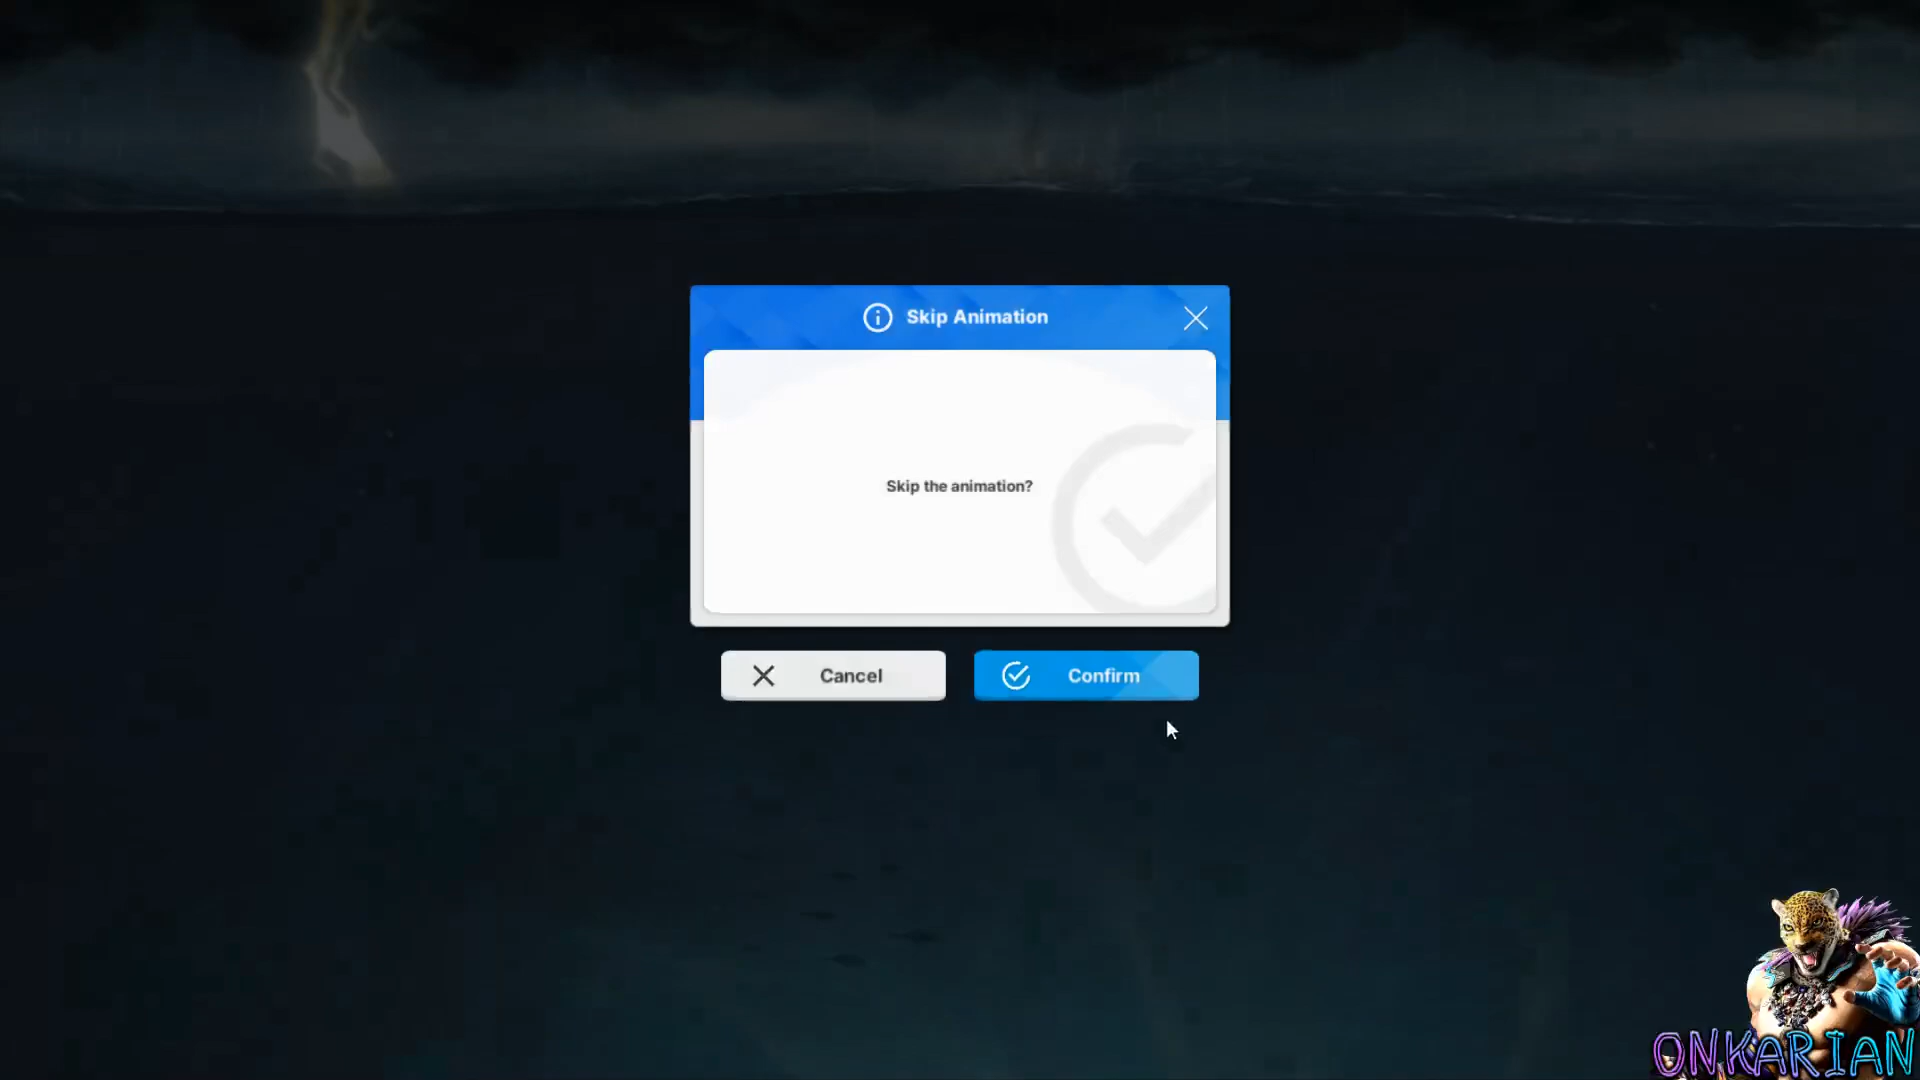 Skip Animation
Skip the animation?
Cancel
Confirm
ONKARIAN